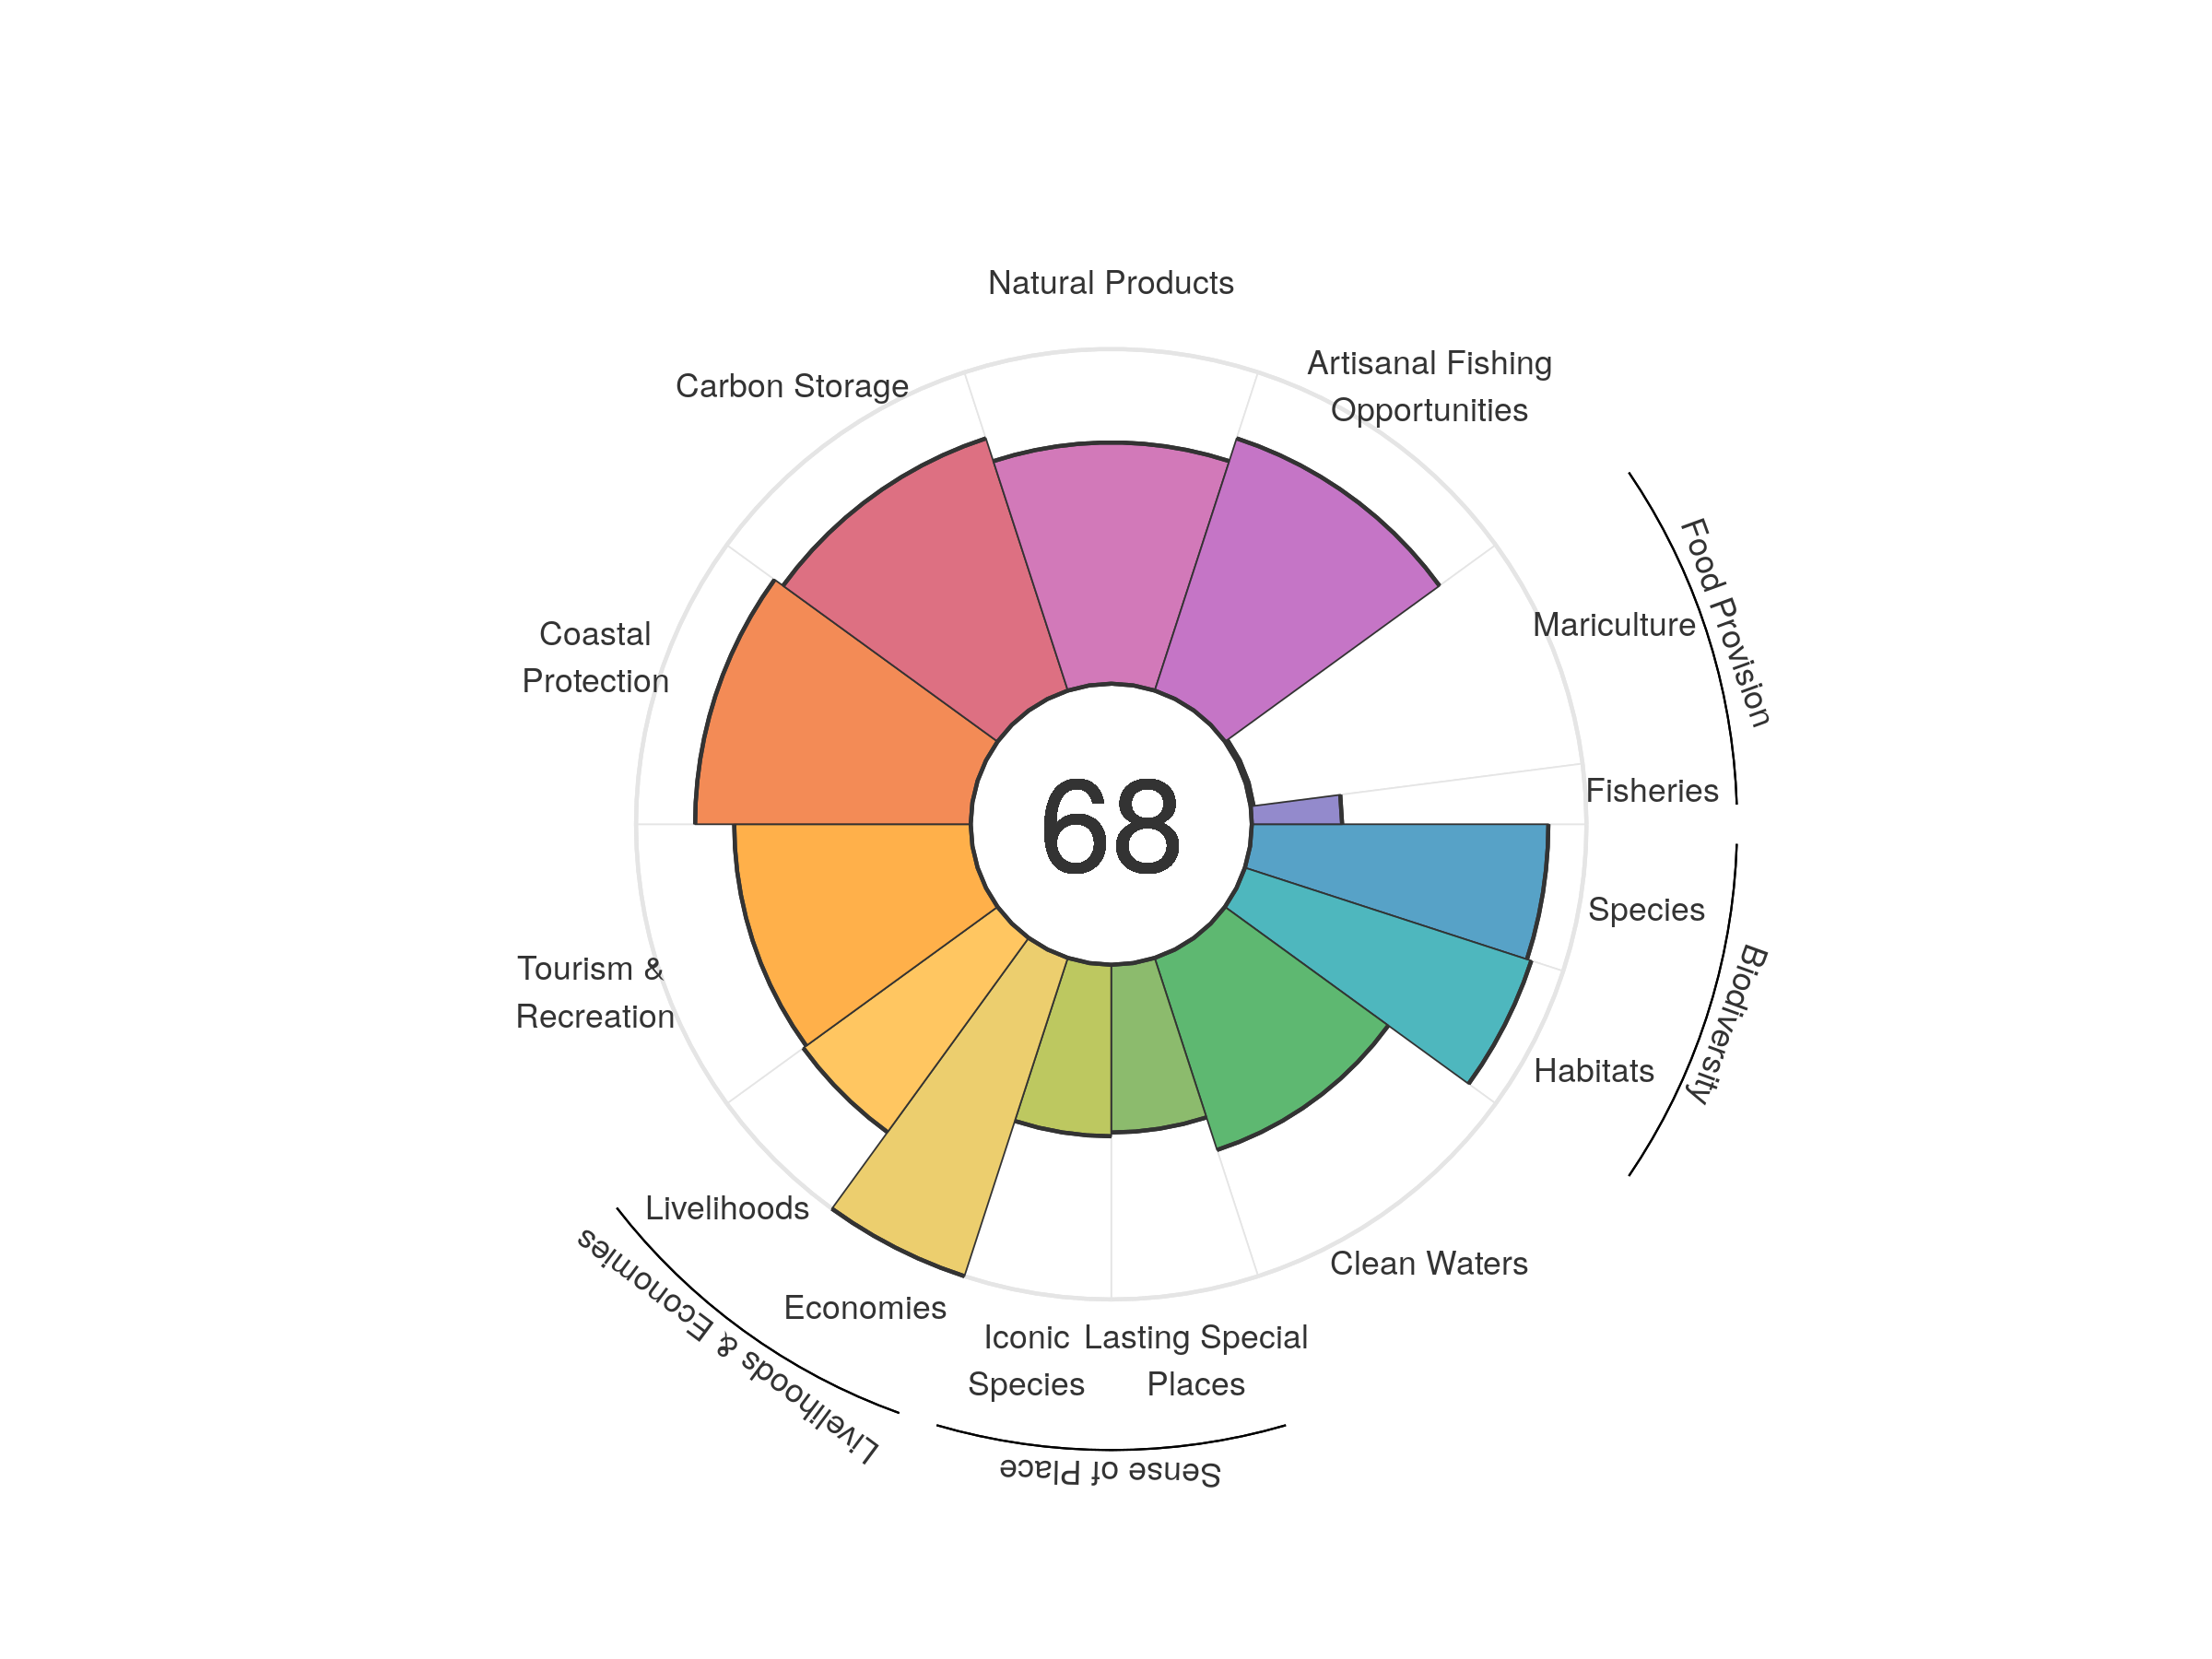 Natural Products
Artisanal Fishing
Opportunities
Carbon Storage
Food Provision
Mariculture
Coastal
Protection
Fisheries
68
Species
Biodiversity
Tourism &
Recreation
Habitats
Livelihoods
Clean Waters
Livelihoods & Economies
Economies
Iconic
Species
Lasting Special
Places
Sense of Place